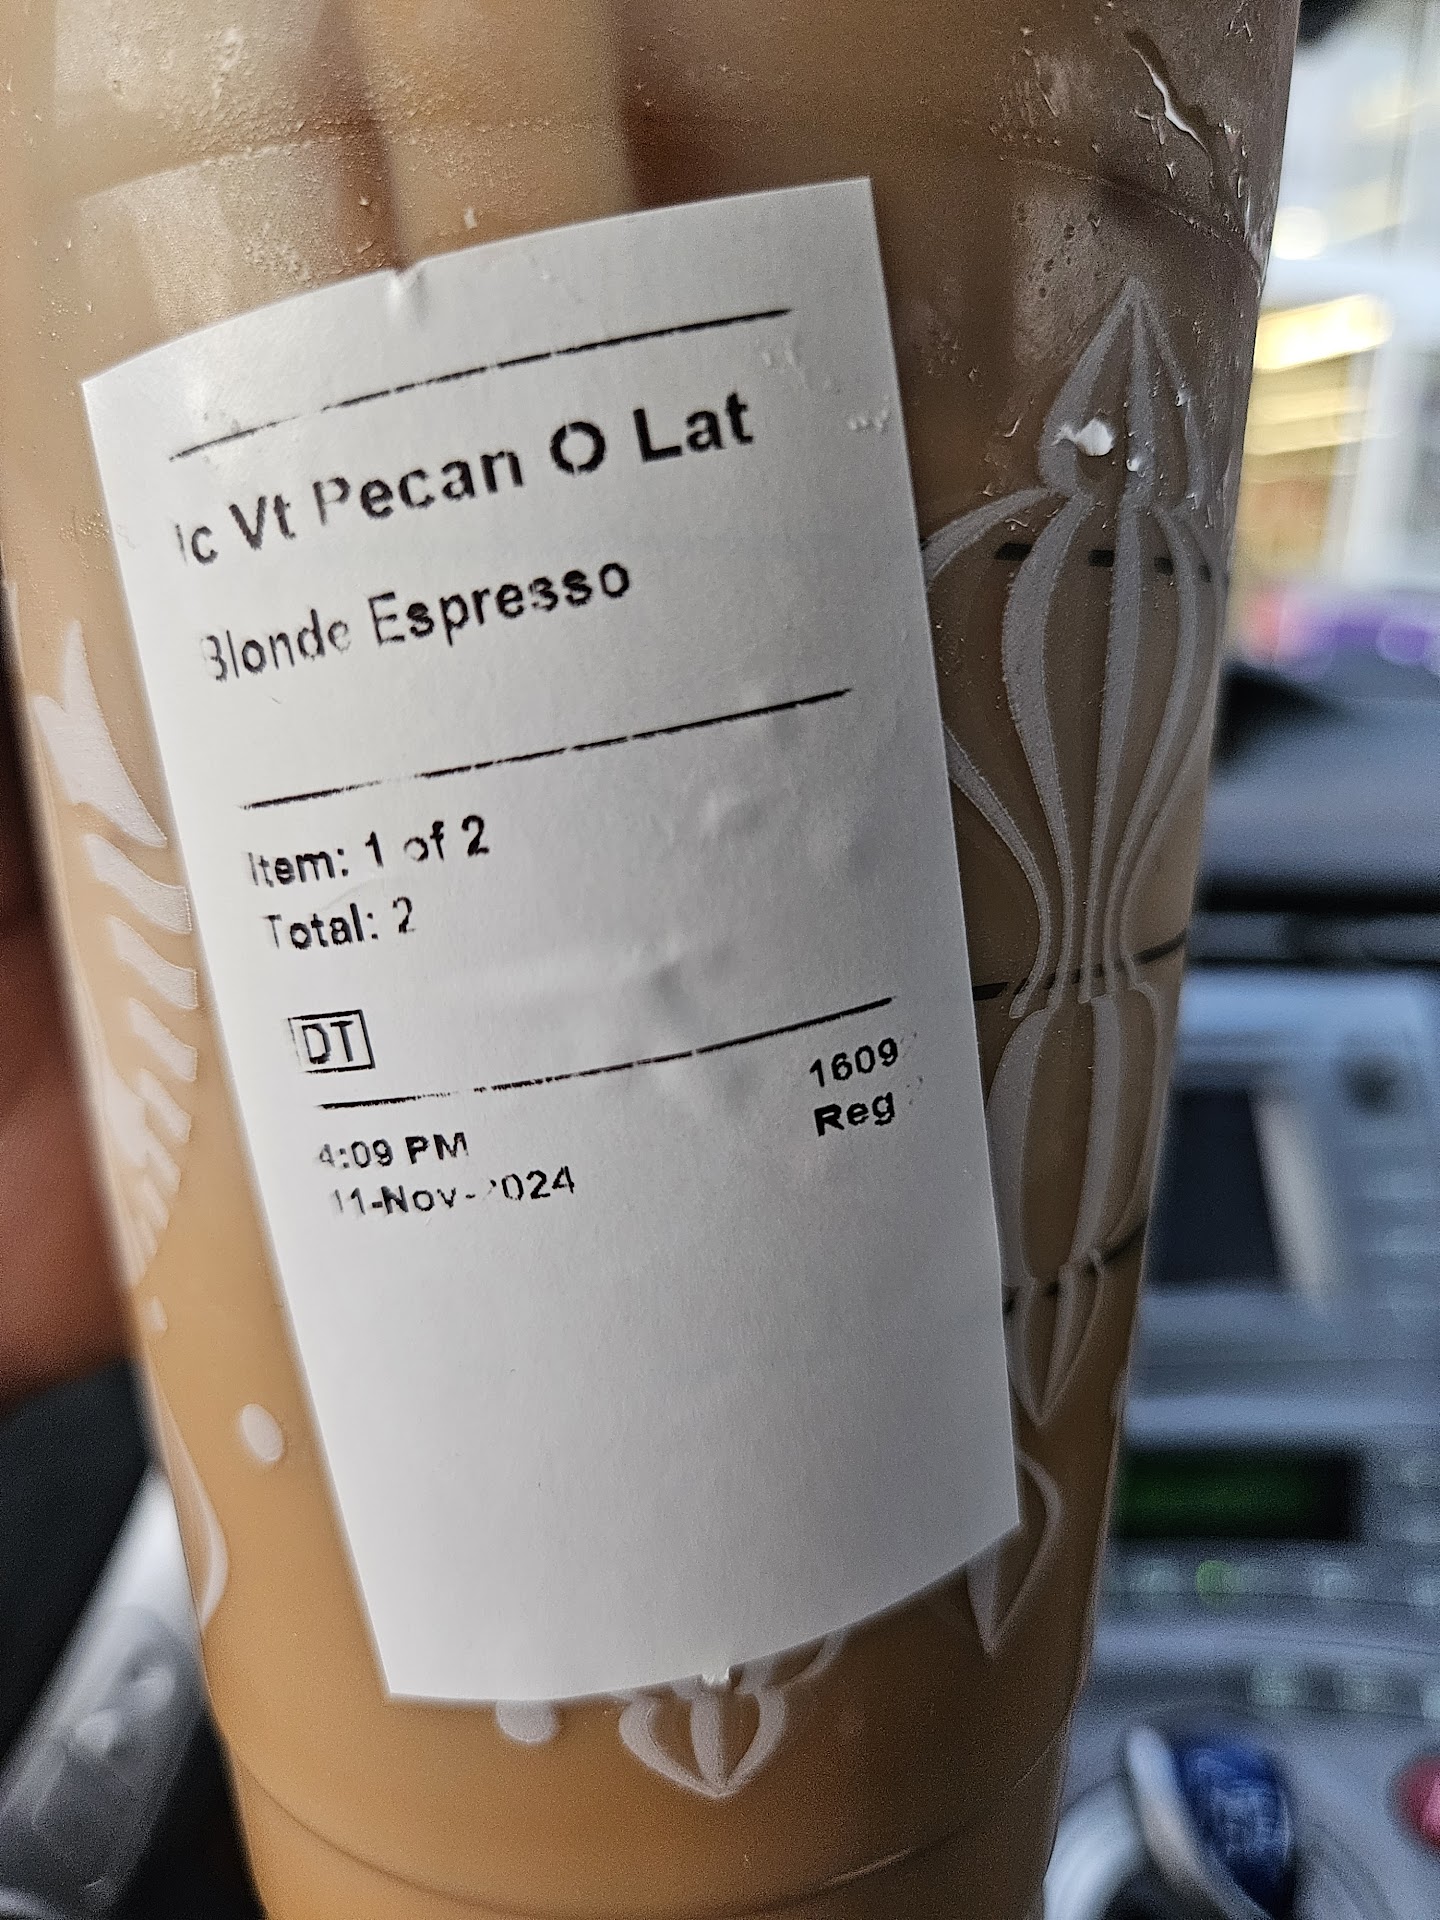 Ic Vt Pecan O Lat
Blonde Espresso
Item: 1 of 2
Total: 2
DT
1609
Reg
4:09 PM
11-Nov-2024